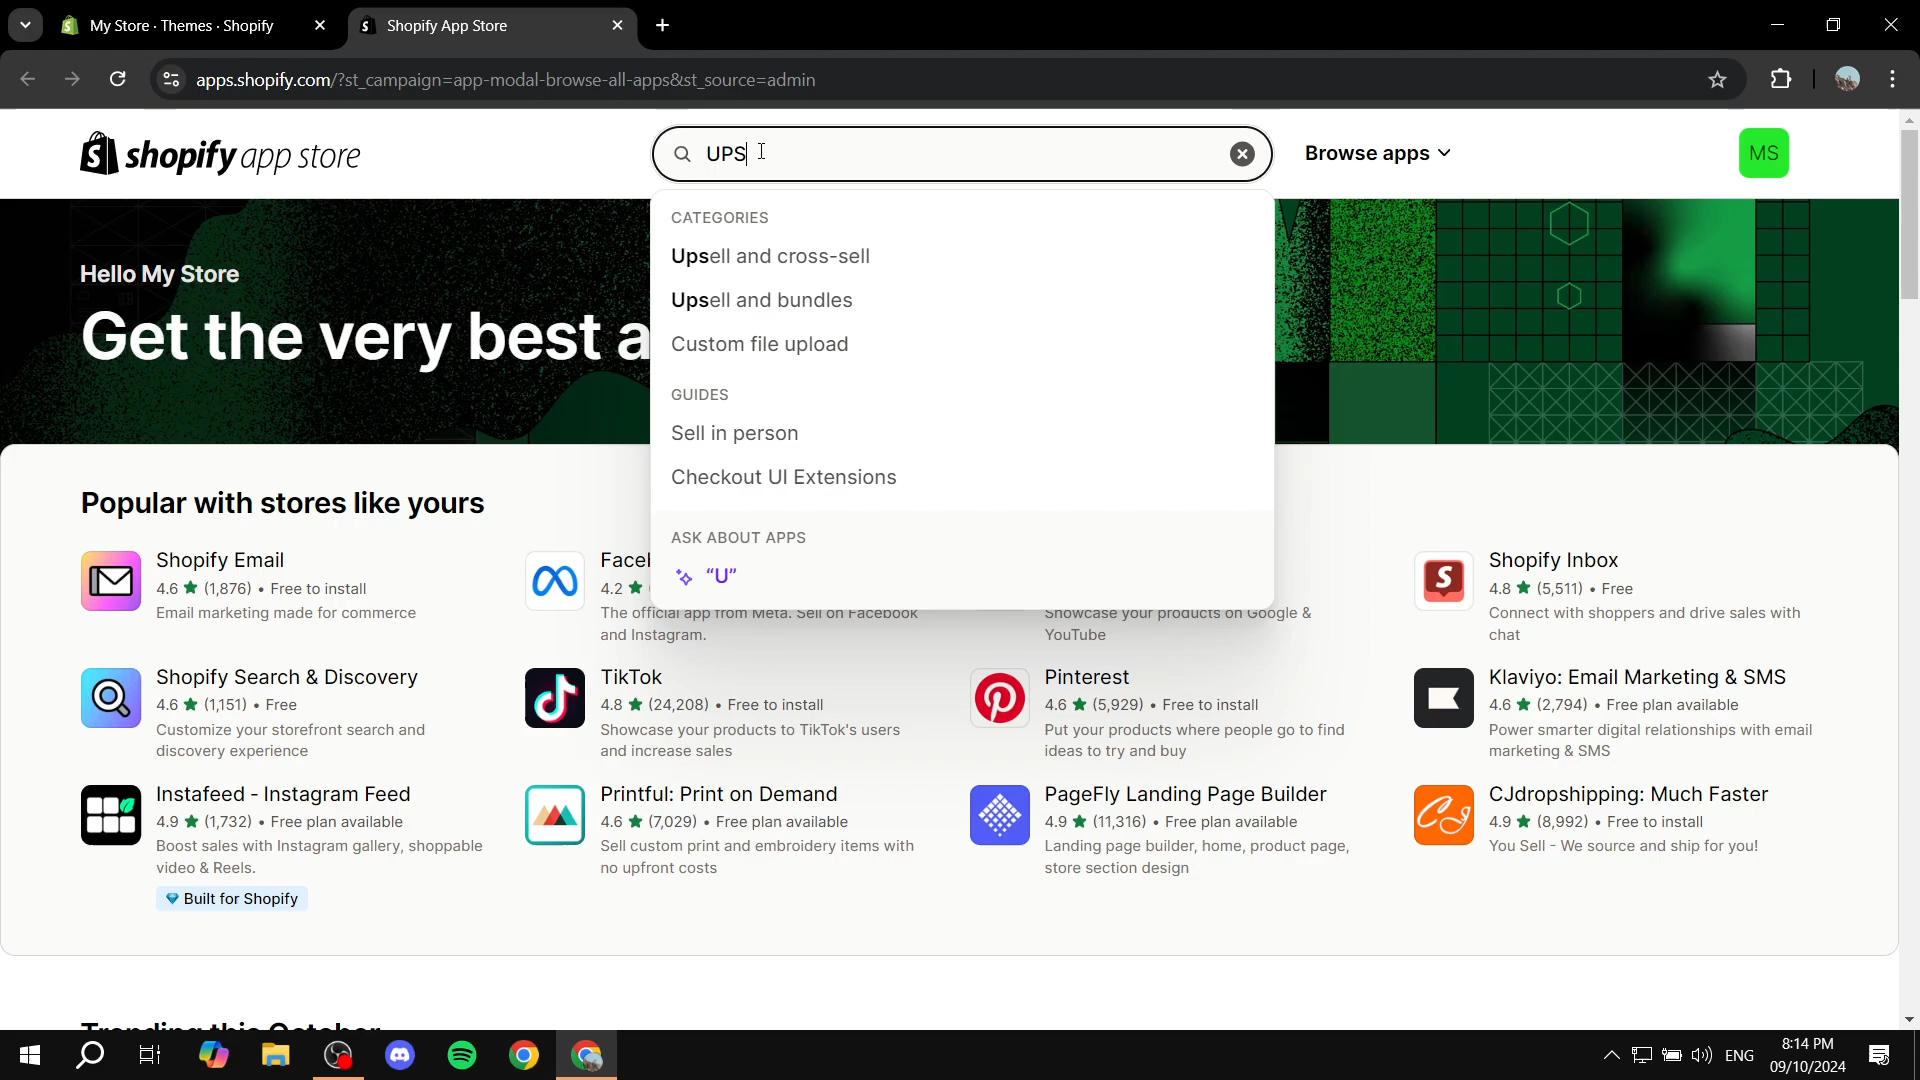 My Store · Themes · Shopify
Shopify App Store
apps.shopify.com/?st_campaign=app-modal-browse-all-apps&st_source=admin
shopify app store
UPS
Browse apps
MS
CATEGORIES
Upsell and cross-sell
Upsell and bundles
Custom file upload
GUIDES
Sell in person
Checkout UI Extensions
ASK ABOUT APPS
“U”
Hello My Store
Get the very best a
Popular with stores like yours
Shopify Email
4.6 ★ (1,876) • Free to install
Email marketing made for commerce
4.2 ★
The official app from Meta. Sell on Facebook
and Instagram.
Showcase your products on Google &
YouTube
Shopify Inbox
4.8 ★ (5,511) • Free
Connect with shoppers and drive sales with
chat
Shopify Search & Discovery
4.6 ★ (1,151) • Free
Customize your storefront search and
discovery experience
TikTok
4.8 ★ (24,208) • Free to install
Showcase your products to TikTok's users
and increase sales
Pinterest
4.6 ★ (5,929) • Free to install
Put your products where people go to find
ideas to try and buy
Klaviyo: Email Marketing & SMS
4.6 ★ (2,794) • Free plan available
Power smarter digital relationships with email
marketing & SMS
Instafeed - Instagram Feed
4.9 ★ (1,732) • Free plan available
Boost sales with Instagram gallery, shoppable
video & Reels.
Built for Shopify
Printful: Print on Demand
4.6 ★ (7,029) • Free plan available
Sell custom print and embroidery items with
no upfront costs
PageFly Landing Page Builder
4.9 ★ (11,316) • Free plan available
Landing page builder, home, product page,
store section design
CJdropshipping: Much Faster
4.9 ★ (8,992) • Free to install
You Sell - We source and ship for you!
Trending this October
ENG
8:14 PM
09/10/2024